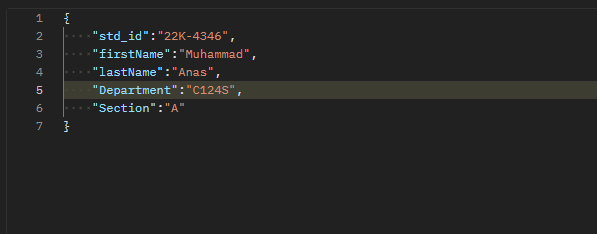 1 {
2 "std_id":"22K-4346",
3 "firstName":"Muhammad",
4 "lastName":"Anas",
5 "Department":"C124S",
6 "Section":"A"
7 }